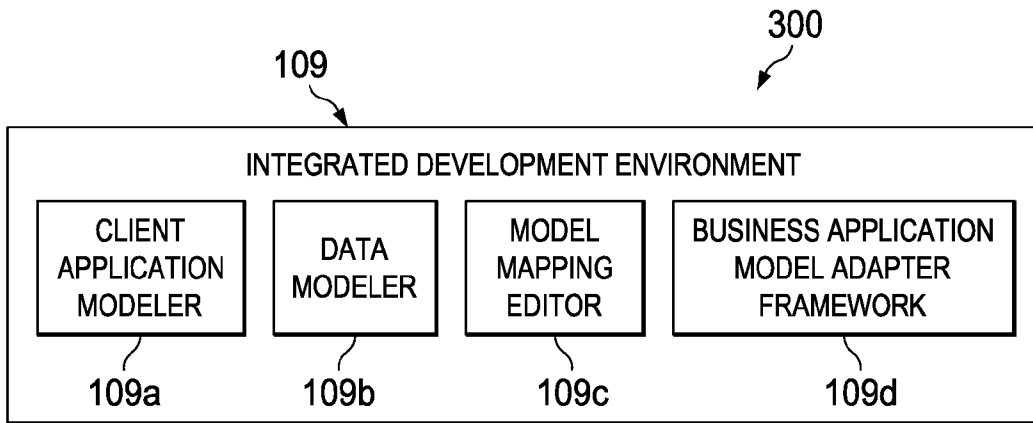 300
109
INTEGRATED DEVELOPMENT ENVIRONMENT
CLIENT
APPLICATION
MODELER
DATA
MODELER
MODEL
MAPPING
EDITOR
BUSINESS APPLICATION
MODEL ADAPTER
FRAMEWORK
109a
109b
109c
109d